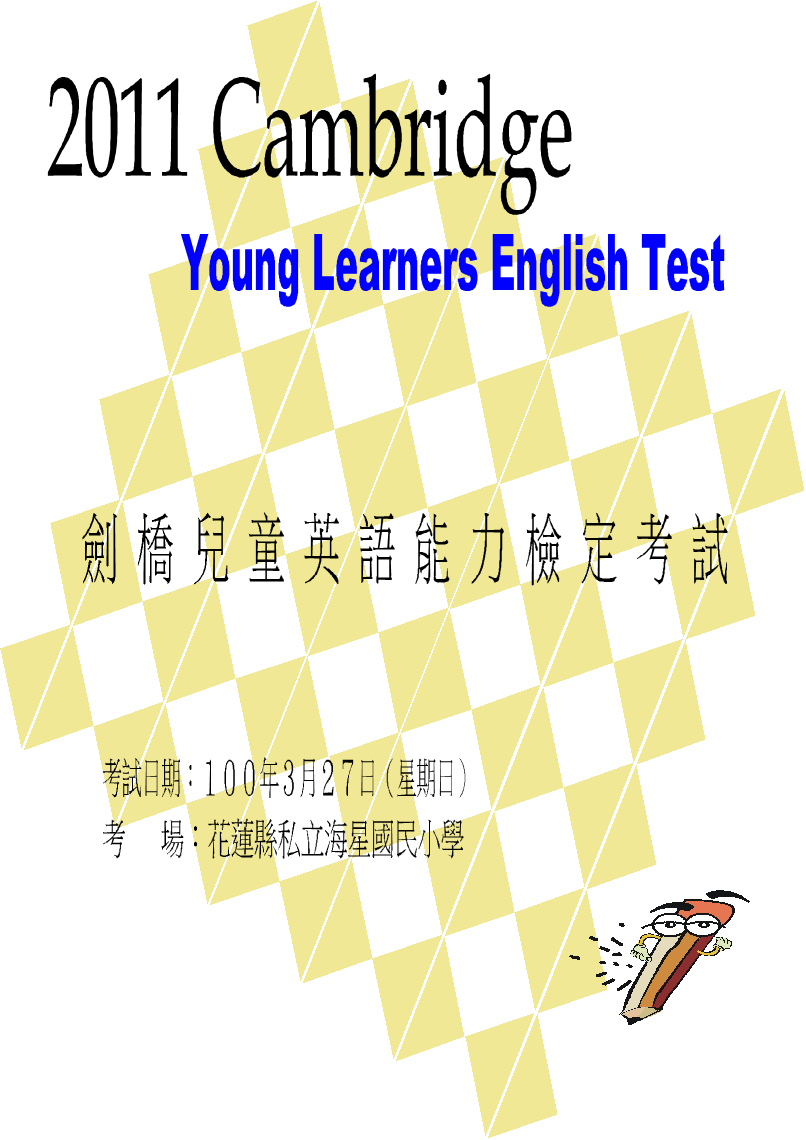 2011 Cambridge
Young Learners English Test
劍橋兒童英語能力檢定考試
考試日期：１００年３月２７日（星期日）
考　場：花蓮縣私立海星國民小學